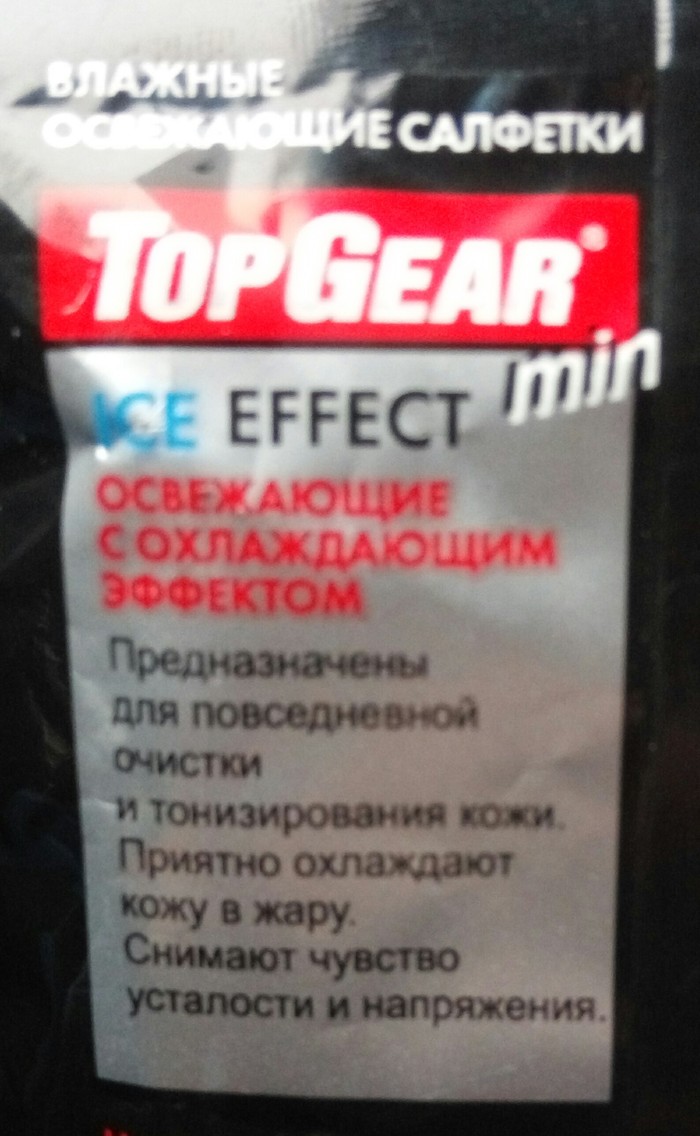 ВЛАЖНЫЕ
ОСВЕЖАЮЩИЕ САЛФЕТКИ
TOPGEAR®
min
ICE EFFECT
ОСВЕЖАЮЩИЕ
С ОХЛАЖДАЮЩИМ
ЭФФЕКТОМ
Предназначены
для повседневной
очистки
и тонизирования кожи.
Приятно охлаждают
кожу в жару.
Снимают чувство
усталости и напряжения.